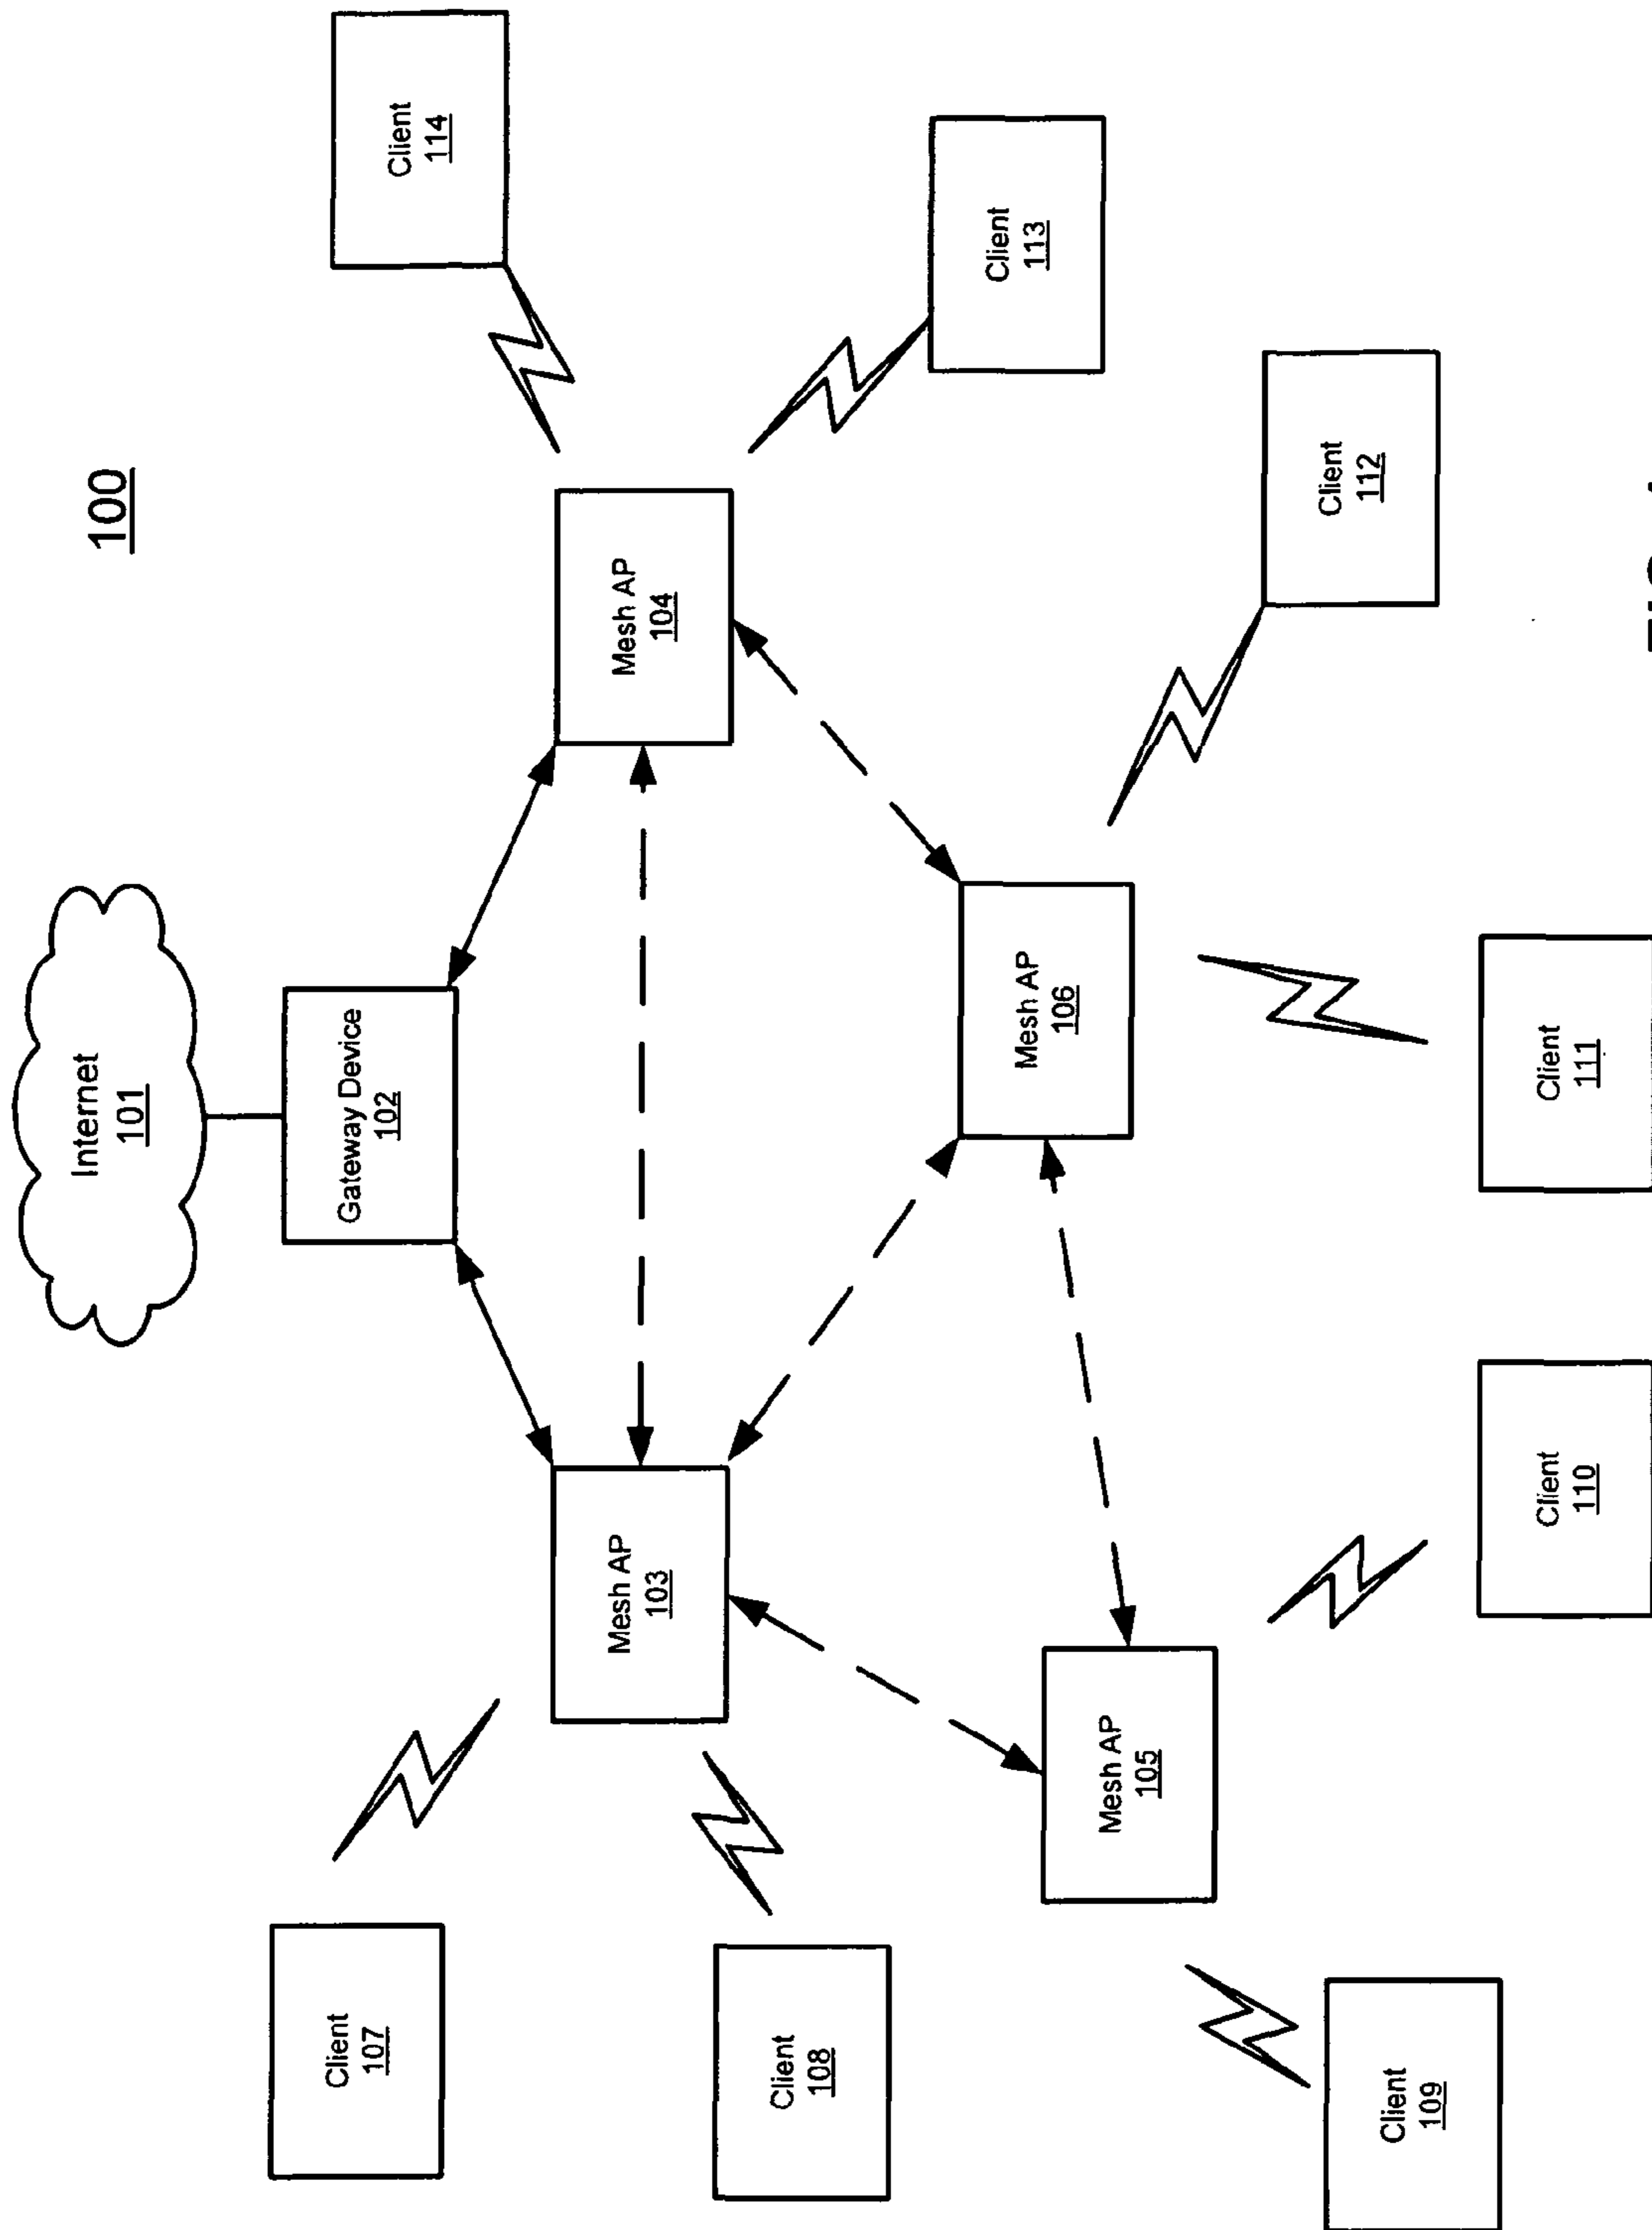 Internet
101
100
Gateway Device
102
Client
107
Client
114
Mesh AP
103
Mesh AP
104
Client
108
Client
113
Mesh AP
106
Mesh AP
105
Client
112
Client
109
Client
110
Client
111